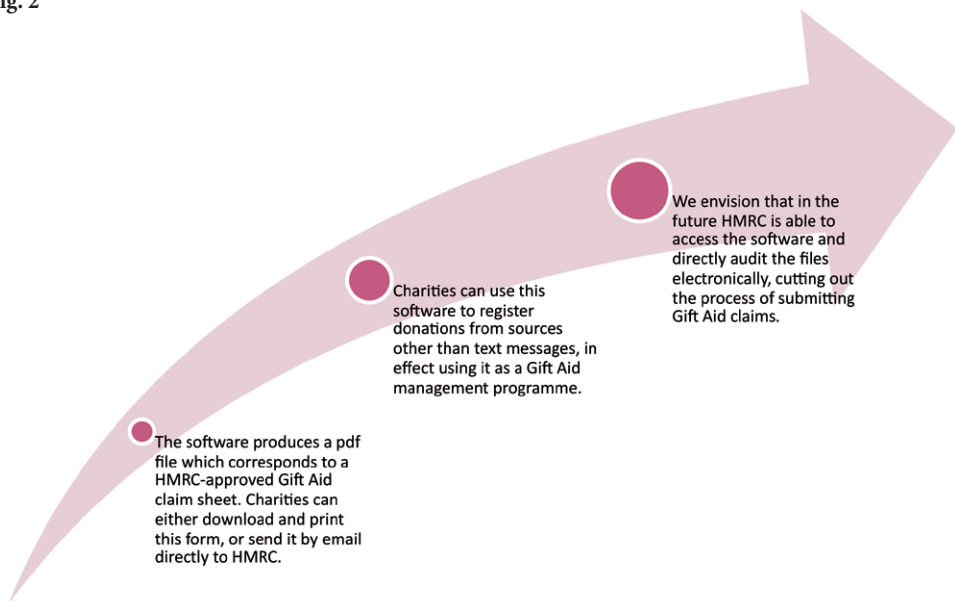 ig. 2
We envision that in the
future HMRC is able to
access the software and
directly audit the files
electronically, cutting out
the process of submitting
Gift Aid claims.
Charities can use this
software to register
donations from sources
other than text messages, in
effect using it as a Gift Aid
management programme.
The software produces a pdf
file which corresponds to a
HMRC-approved Gift Aid
claim sheet. Charities can
either download and print
this form, or send it by email
directly to HMRC.